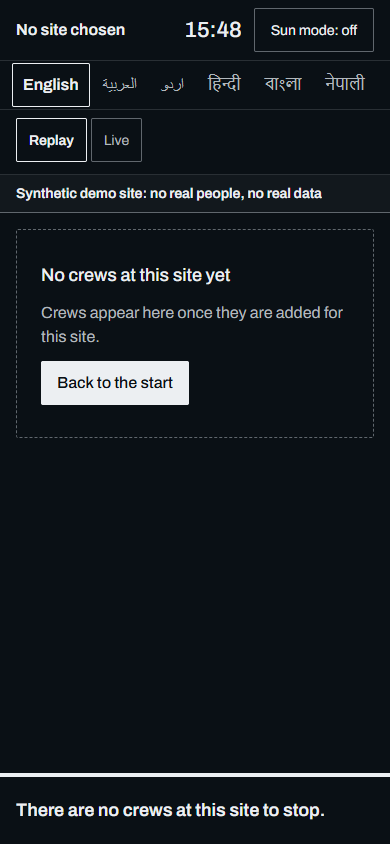 No site chosen
15:48
Sun mode: off
English
العربية
اردو
हिन्दी
বাংলা
नेपाली
Replay
Live
Synthetic demo site: no real people, no real data
No crews at this site yet
Crews appear here once they are added for
this site.
Back to the start
There are no crews at this site to stop.